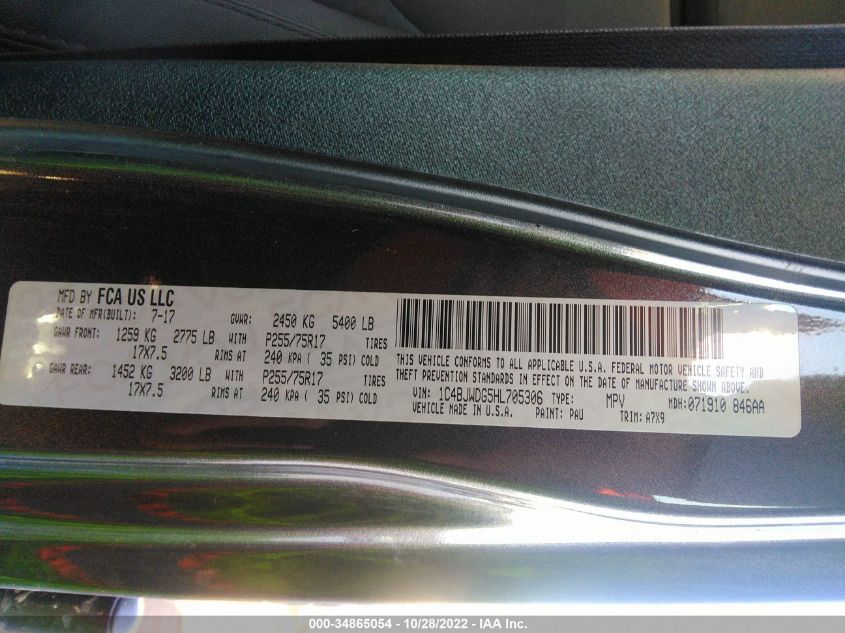 MFD BY FCA US LLC
DATE OF MFR(BUILT): 7-17 GVWR: 2450 KG 5400 LB
GAWR FRONT: 1259 KG 2775 LB WITH P255/75R17 TIRES
17X7.5 RIMS AT 240 KPA ( 35 PSI) COLD
GAWR REAR: 1452 KG 3200 LB WITH P255/75R17 TIRES
17X7.5 RIMS AT 240 KPA ( 35 PSI) COLD
THIS VEHICLE CONFORMS TO ALL APPLICABLE U.S.A. FEDERAL MOTOR VEHICLE SAFETY AND
THEFT PREVENTION STANDARDS IN EFFECT ON THE DATE OF MANUFACTURE SHOWN ABOVE.
VIN: 1C4BJWDG5HL705306 TYPE: MPV MDH:071910 846AA
VEHICLE MADE IN U.S.A. PAINT: PAU TRIM: A7X9
000-34865054 - 10/28/2022 - IAA Inc.